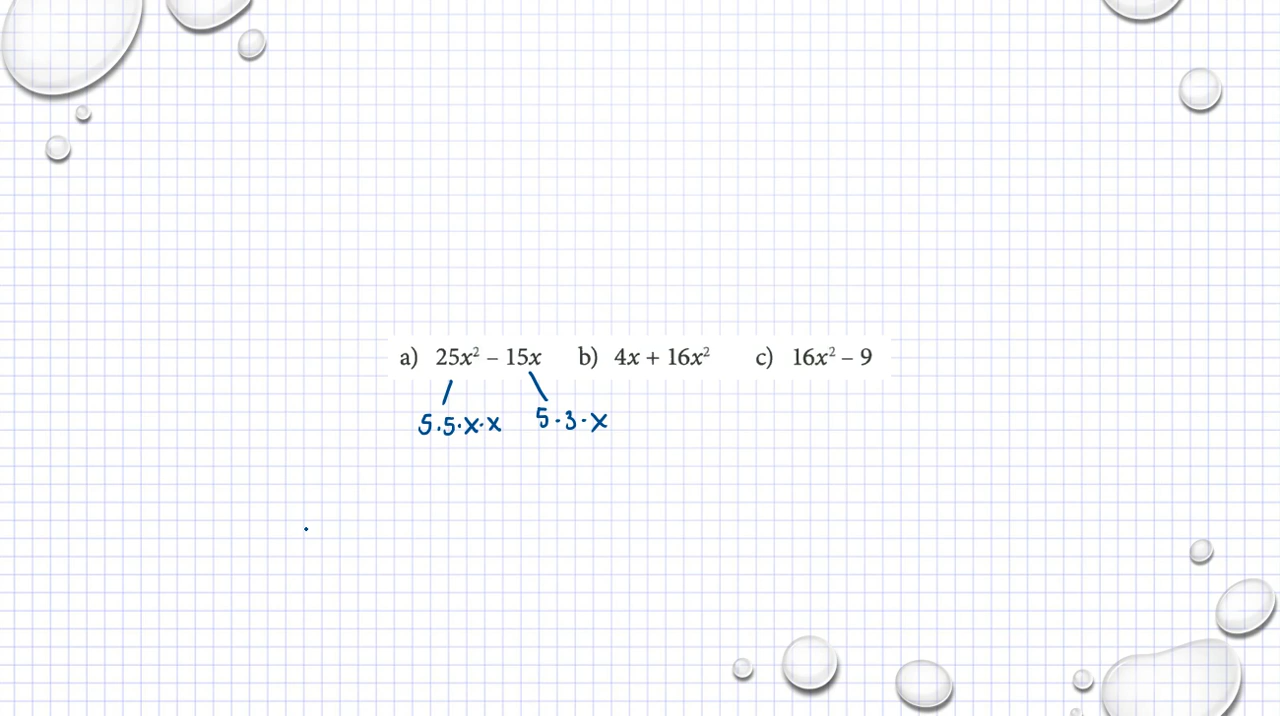 a) 25x² – 15x b) 4x + 16x² c) 16x² – 9
5·5·x·x 5·3·x